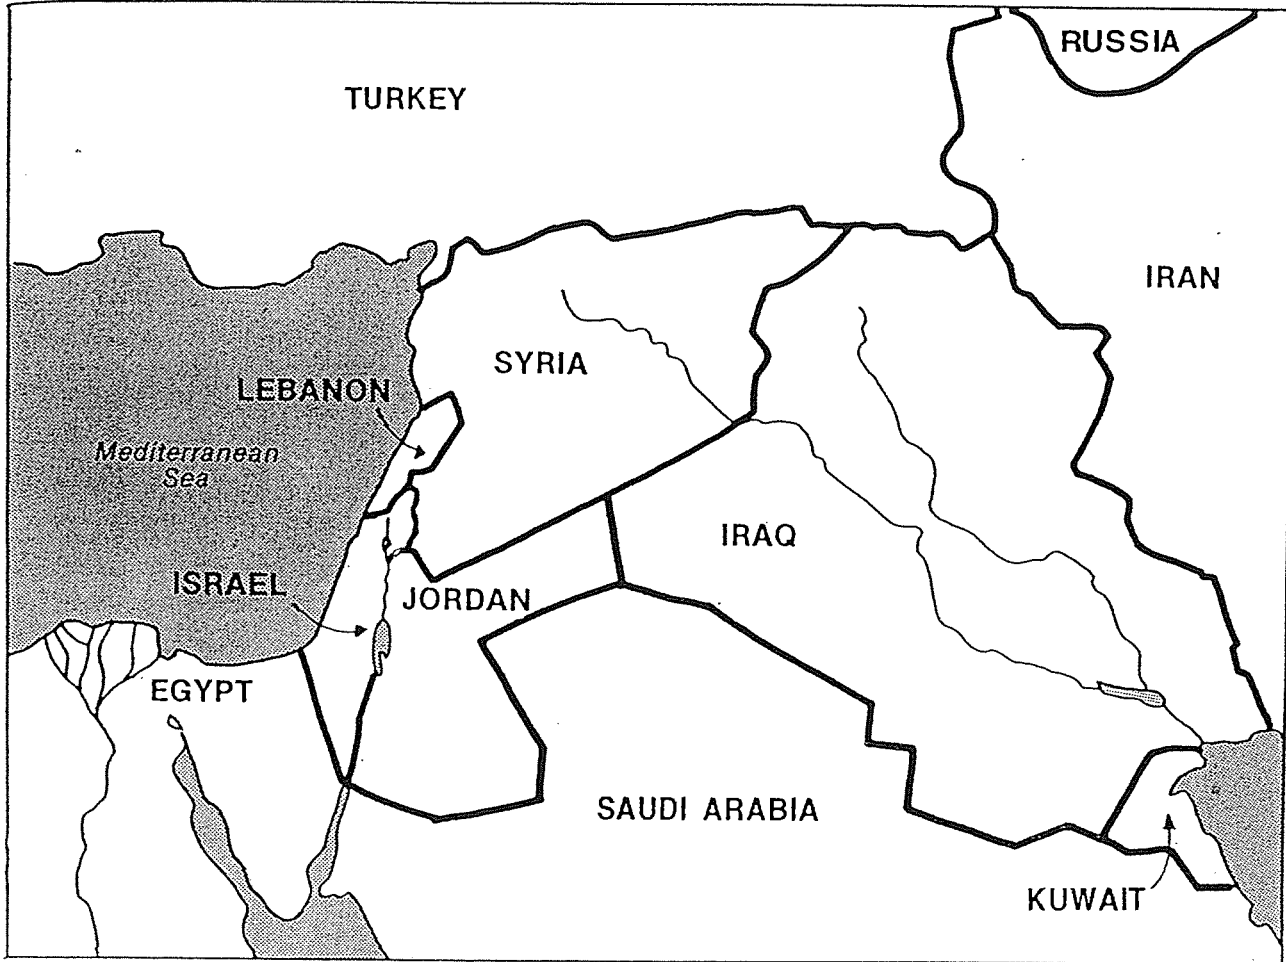 RUSSIA
TURKEY
IRAN
SYRIA
LEBANON
Mediterranean
Sea
IRAQ
ISRAEL
JORDAN
EGYPT
SAUDI ARABIA
KUWAIT